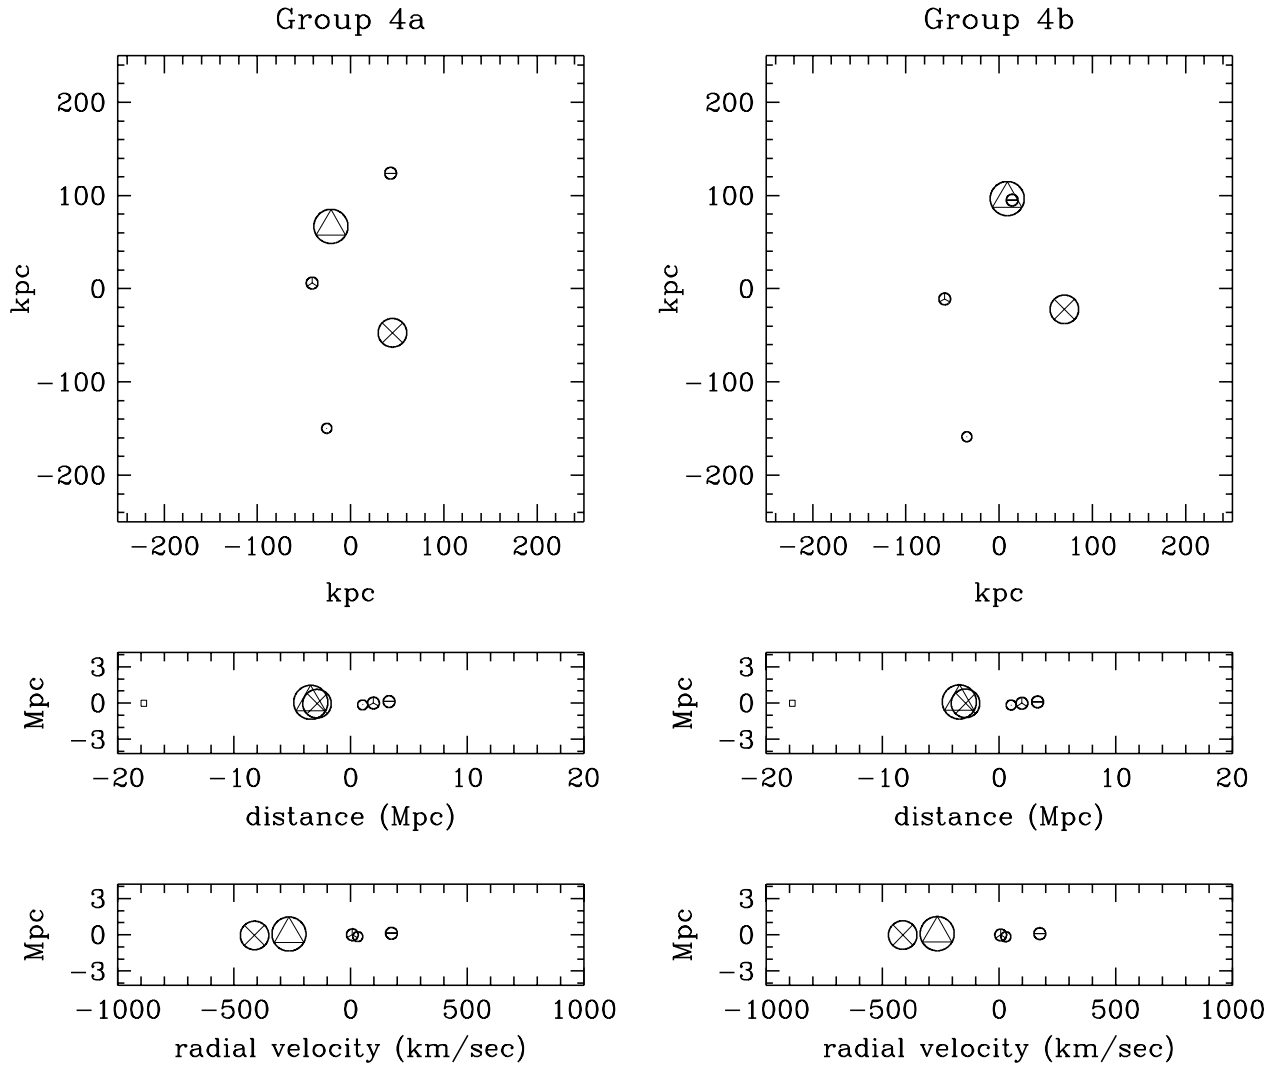 Group 4a
200
100
0
−100
−200
kpc
−200 −100 0 100 200
kpc
3
0
−3
Mpc
−20 −10 0 10 20
distance (Mpc)
3
0
−3
Mpc
−1000 −500 0 500 1000
radial velocity (km/sec)
Group 4b
200
100
0
−100
−200
kpc
−200 −100 0 100 200
kpc
3
0
−3
Mpc
−20 −10 0 10 20
distance (Mpc)
3
0
−3
Mpc
−1000 −500 0 500 1000
radial velocity (km/sec)